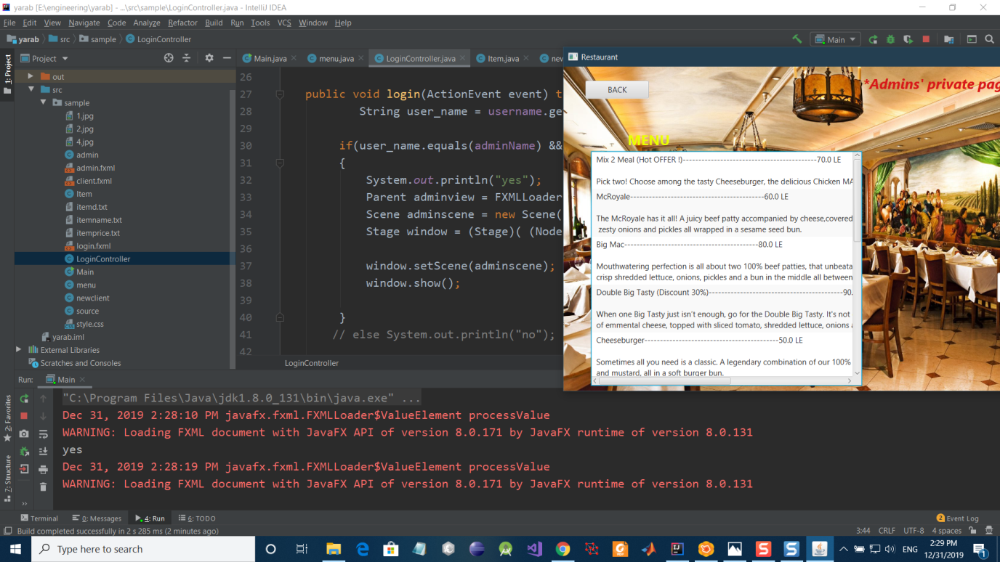 yarab [E:\engineering\yarab] - ...\src\sample\LoginController.java - IntelliJ IDEA
File Edit View Navigate Code Analyze Refactor Build Run Tools VCS Window Help
yarab src sample LoginController
Main
1: Project
Project
Main.java menu.java LoginController.java Item.java new
out
src
sample
1.jpg
2.jpg
4.jpg
admin
admin.fxml
client.fxml
Item
itemd.txt
itemname.txt
itemprice.txt
login.fxml
LoginController
Main
menu
newclient
source
style.css
yarab.iml
External Libraries
Scratches and Consoles
26
27 public void login(ActionEvent event) t
28 String user_name = username.ge
29
30 if(user_name.equals(adminName) &&
31 {
32 System.out.println("yes");
33 Parent adminview = FXMLLoader
34 Scene adminscene = new Scene(
35 Stage window = (Stage)( (Node
36
37 window.setScene(adminscene);
38 window.show();
39
40 }
41 // else System.out.println("no");
42
LoginController
Restaurant
BACK
*Admins' private pag
MENU
Mix 2 Meal (Hot OFFER !)------------------------------------------70.0 LE
Pick two! Choose among the tasty Cheeseburger, the delicious Chicken MA
McRoyale------------------------------------------60.0 LE
The McRoyale has it all! A juicy beef patty accompanied by cheese,covered
zesty onions and pickles all wrapped in a sesame seed bun.
Big Mac------------------------------------------80.0 LE
Mouthwatering perfection is all about two 100% beef patties, that unbeata
crisp shredded lettuce, onions, pickles and a bun in the middle all between
Double Big Tasty (Discount 30%)------------------------------------------90.
When one Big Tasty just isn't enough, go for the Double Big Tasty. It's not
of emmental cheese, topped with sliced tomato, shredded lettuce, onions a
Cheeseburger------------------------------------------50.0 LE
Sometimes all you need is a classic. A legendary combination of our 100%
and mustard, all in a soft burger bun.
Run: Main
"C:\Program Files\Java\jdk1.8.0_131\bin\java.exe" ...
Dec 31, 2019 2:28:10 PM javafx.fxml.FXMLLoader$ValueElement processValue
WARNING: Loading FXML document with JavaFX API of version 8.0.171 by JavaFX runtime of version 8.0.131
yes
Dec 31, 2019 2:28:19 PM javafx.fxml.FXMLLoader$ValueElement processValue
WARNING: Loading FXML document with JavaFX API of version 8.0.171 by JavaFX runtime of version 8.0.131
2: Favorites
Z: Structure
Terminal 0: Messages 4: Run 6: TODO
2 Event Log
Build completed successfully in 2 s 285 ms (2 minutes ago)
3:44 CRLF UTF-8 4 spaces
Type here to search
ENG
2:29 PM
12/31/2019
1